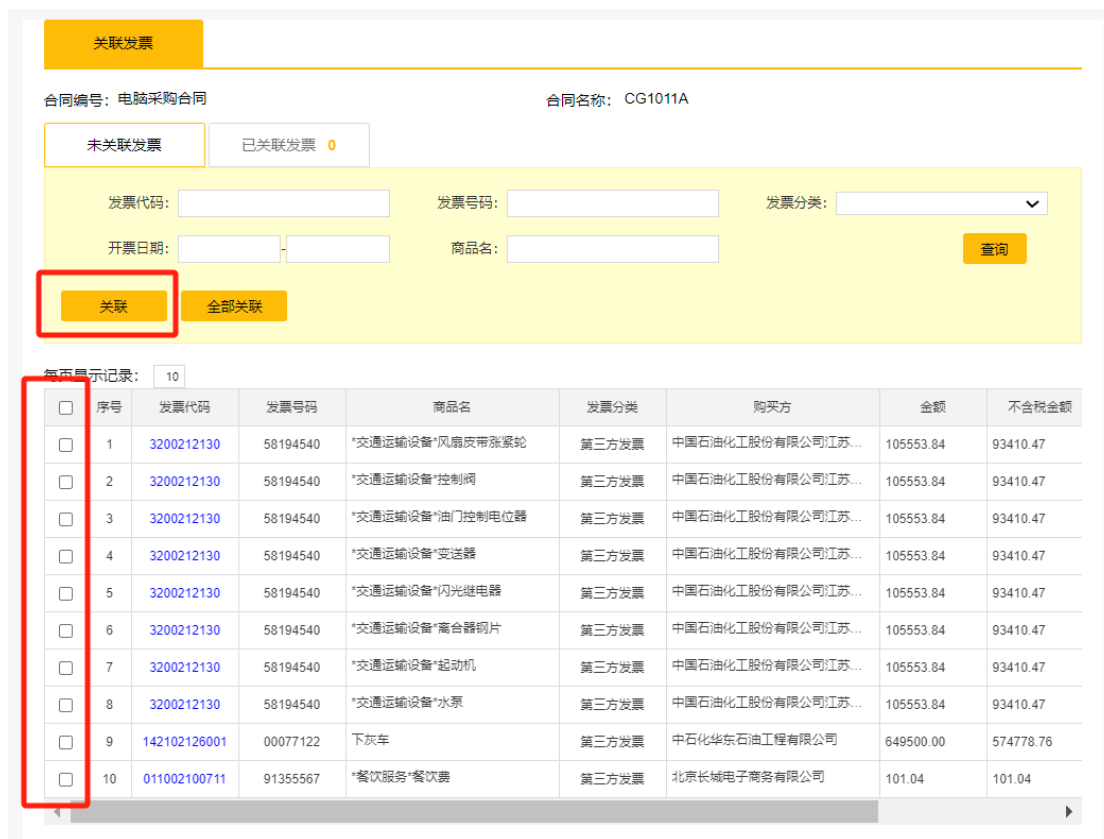 关联发票
合同编号：电脑采购合同 合同名称： CG1011A
未关联发票 已关联发票 0
发票代码： 发票号码： 发票分类：
开票日期： - 商品名： 查询
关联 全部关联
每页显示记录： 10
序号 发票代码 发票号码 商品名 发票分类 购买方 金额 不含税金额
1 3200212130 58194540 *交通运输设备*风扇皮带张紧轮 第三方发票 中国石油化工股份有限公司江苏... 105553.84 93410.47
2 3200212130 58194540 *交通运输设备*控制阀 第三方发票 中国石油化工股份有限公司江苏... 105553.84 93410.47
3 3200212130 58194540 *交通运输设备*油门控制电位器 第三方发票 中国石油化工股份有限公司江苏... 105553.84 93410.47
4 3200212130 58194540 *交通运输设备*变送器 第三方发票 中国石油化工股份有限公司江苏... 105553.84 93410.47
5 3200212130 58194540 *交通运输设备*闪光继电器 第三方发票 中国石油化工股份有限公司江苏... 105553.84 93410.47
6 3200212130 58194540 *交通运输设备*离合器钢片 第三方发票 中国石油化工股份有限公司江苏... 105553.84 93410.47
7 3200212130 58194540 *交通运输设备*起动机 第三方发票 中国石油化工股份有限公司江苏... 105553.84 93410.47
8 3200212130 58194540 *交通运输设备*水泵 第三方发票 中国石油化工股份有限公司江苏... 105553.84 93410.47
9 142102126001 00077122 下灰车 第三方发票 中石化华东石油工程有限公司 649500.00 574778.76
10 011002100711 91355567 *餐饮服务*餐饮费 第三方发票 北京长城电子商务有限公司 101.04 101.04